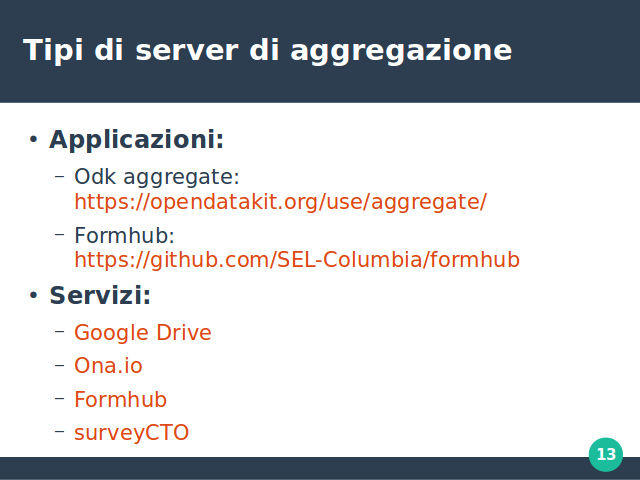 Tipi di server di aggregazione
• Applicazioni:
– Odk aggregate:
https://opendatakit.org/use/aggregate/
– Formhub:
https://github.com/SEL-Columbia/formhub
• Servizi:
– Google Drive
– Ona.io
– Formhub
– surveyCTO
13